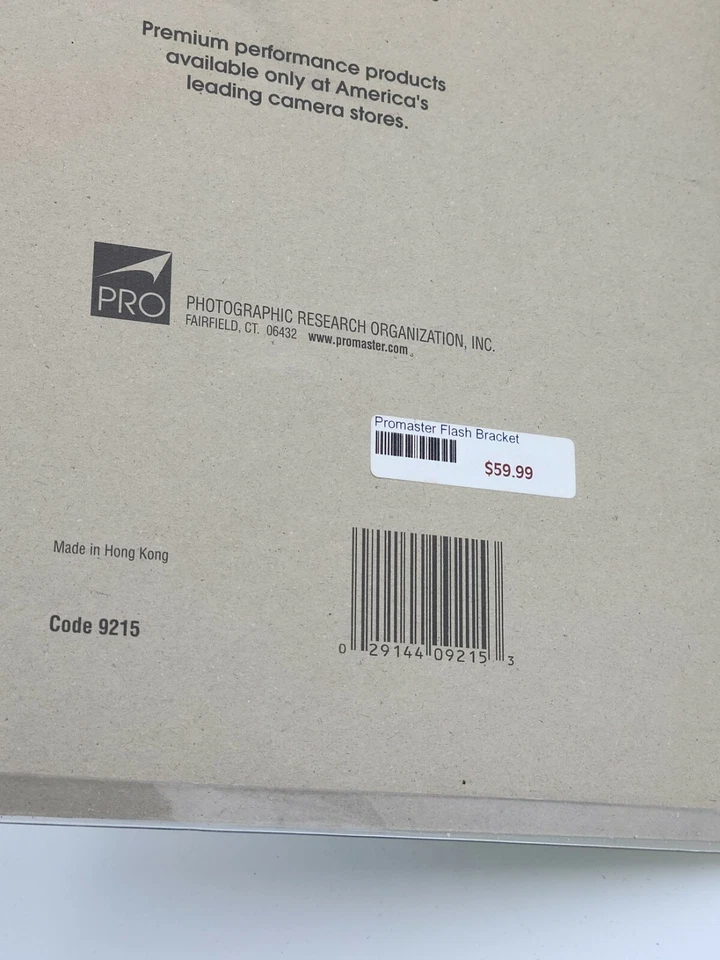 Premium performance products
available only at America's
leading camera stores.
PRO
PHOTOGRAPHIC RESEARCH ORGANIZATION, INC.
FAIRFIELD, CT. 06432 www.promaster.com
Promaster Flash Bracket
$59.99
Made in Hong Kong
Code 9215
0 29144 09215 3